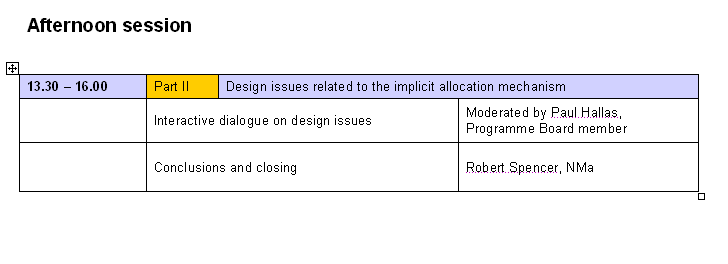 Afternoon session
13.30 – 16.00 Part II Design issues related to the implicit allocation mechanism
Interactive dialogue on design issues Moderated by Paul Hallas,
Programme Board member
Conclusions and closing Robert Spencer, NMa